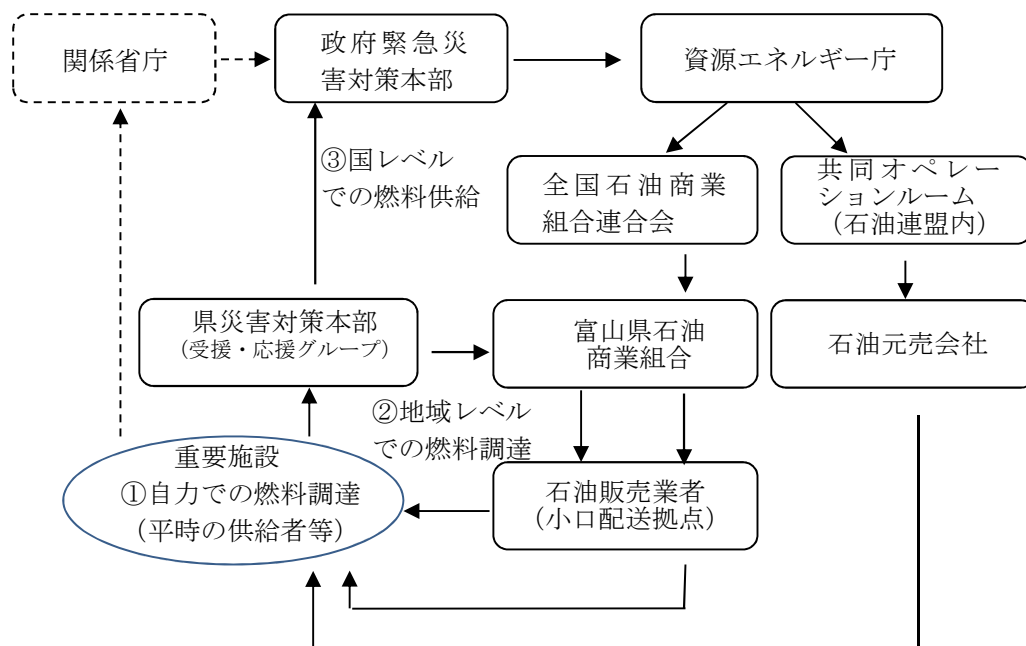 関係省庁
政府緊急災
害対策本部
資源エネルギー庁
③国レベル
での燃料供給
全国石油商業
組合連合会
共同オペレー
ションルーム
（石油連盟内）
県災害対策本部
（受援・応援グループ）
富山県石油
商業組合
石油元売会社
②地域レベル
での燃料調達
重要施設
①自力での燃料調達
（平時の供給者等）
石油販売業者
（小口配送拠点）